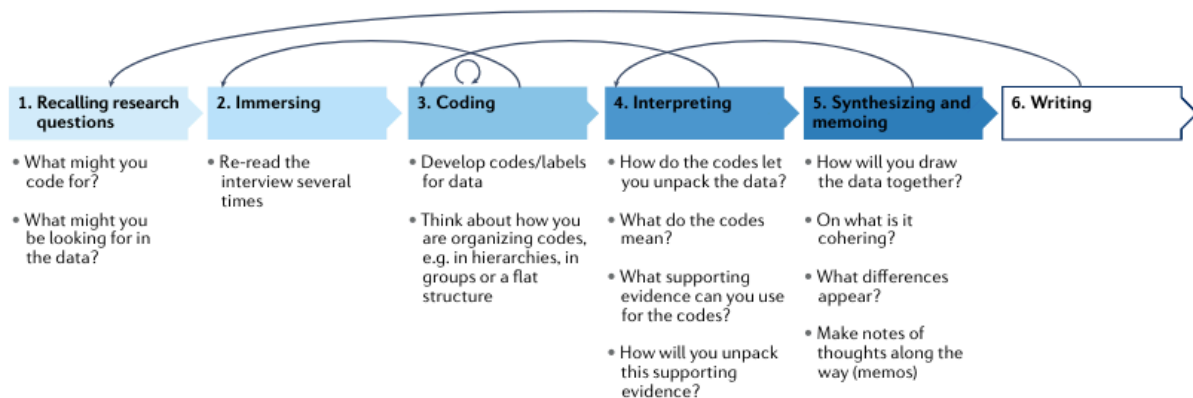 1. Recalling research
questions
2. Immersing
3. Coding
4. Interpreting
5. Synthesizing and
memoing
6. Writing
• What might you
code for?
• What might you
be looking for in
the data?
• Re-read the
interview several
times
• Develop codes/labels
for data
• Think about how you
are organizing codes,
e.g. in hierarchies, in
groups or a flat
structure
• How do the codes let
you unpack the data?
• What do the codes
mean?
• What supporting
evidence can you use
for the codes?
• How will you unpack
this supporting
evidence?
• How will you draw
the data together?
• On what is it
cohering?
• What differences
appear?
• Make notes of
thoughts along the
way (memos)